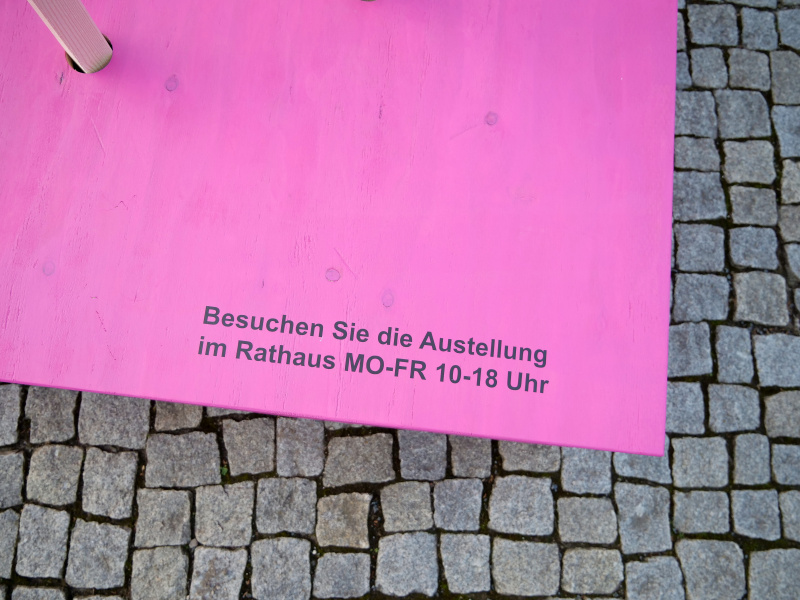 Besuchen Sie die Austellung
im Rathaus MO-FR 10-18 Uhr